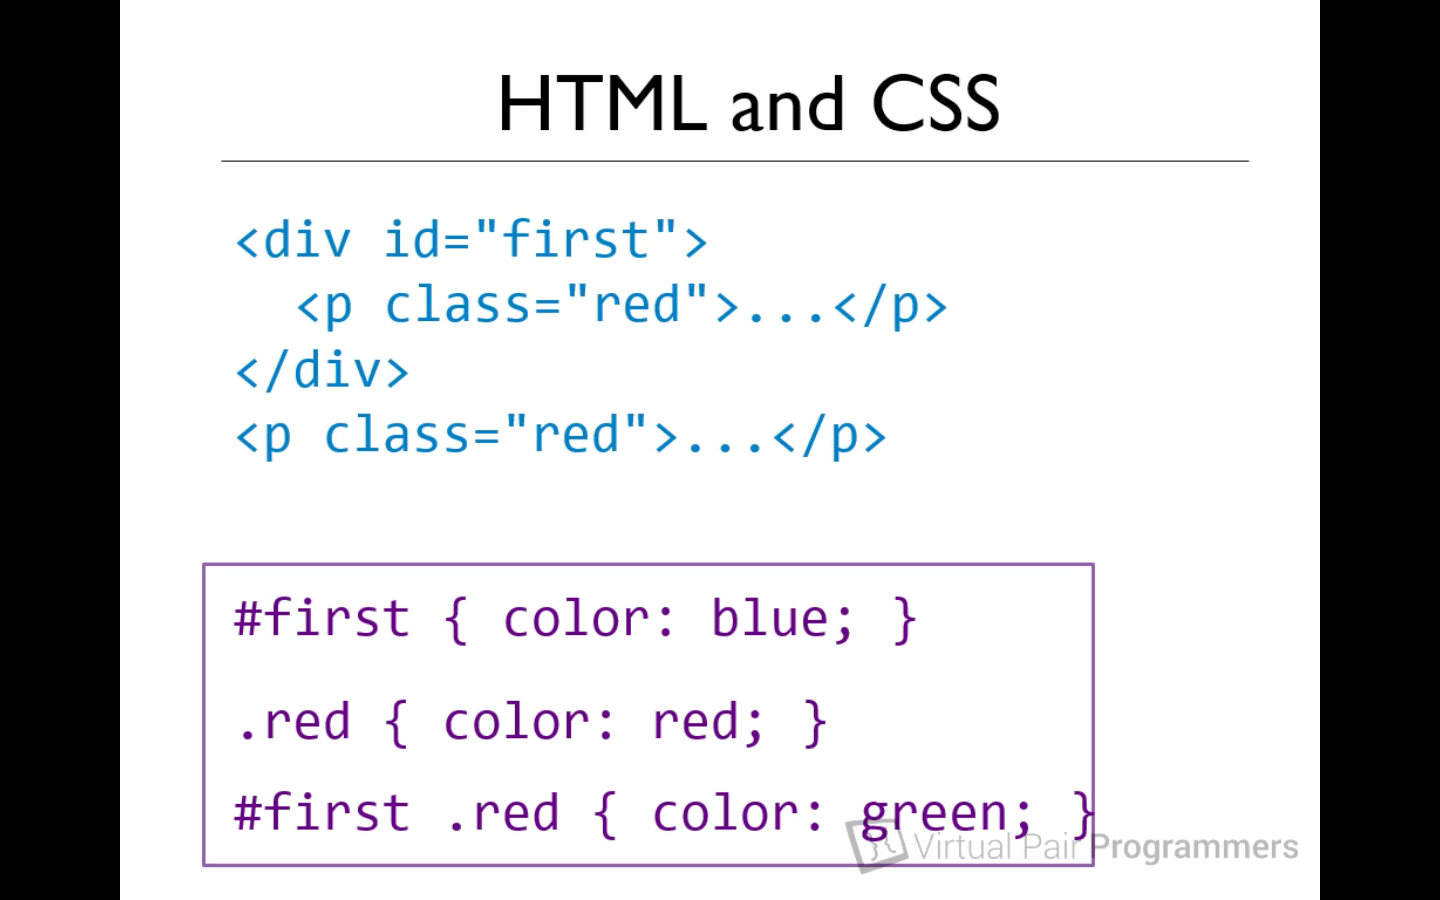 HTML and CSS
<div id="first">
  <p class="red">...</p>
</div>
<p class="red">...</p>
#first { color: blue; }
.red { color: red; }
#first .red { color: green; }
Virtual Pair Programmers